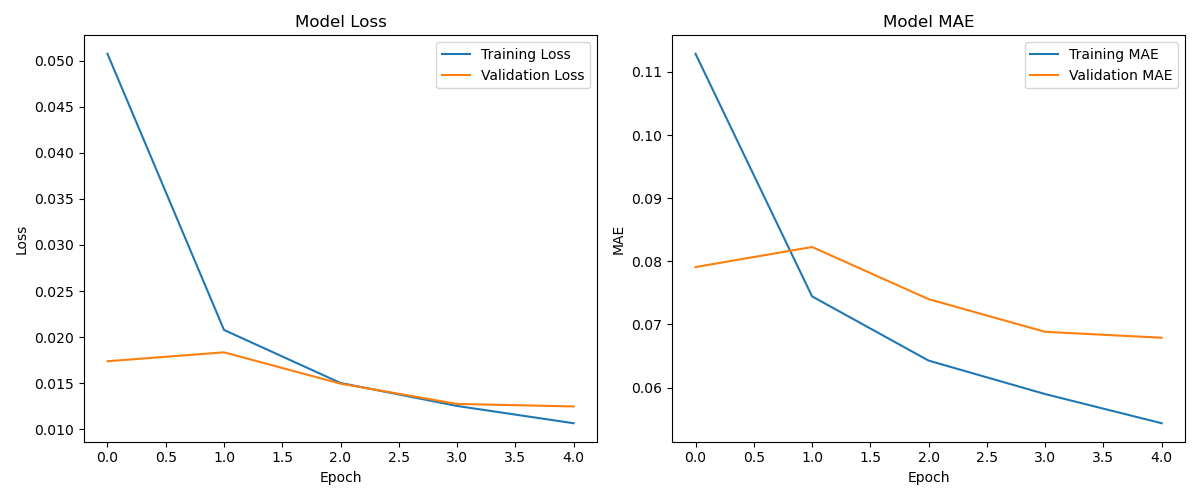 Model Loss
Training Loss
Validation Loss
0.050
0.045
0.040
0.035
0.030
0.025
0.020
0.015
0.010
Loss
0.0 0.5 1.0 1.5 2.0 2.5 3.0 3.5 4.0
Epoch
Model MAE
Training MAE
Validation MAE
0.11
0.10
0.09
0.08
0.07
0.06
MAE
0.0 0.5 1.0 1.5 2.0 2.5 3.0 3.5 4.0
Epoch